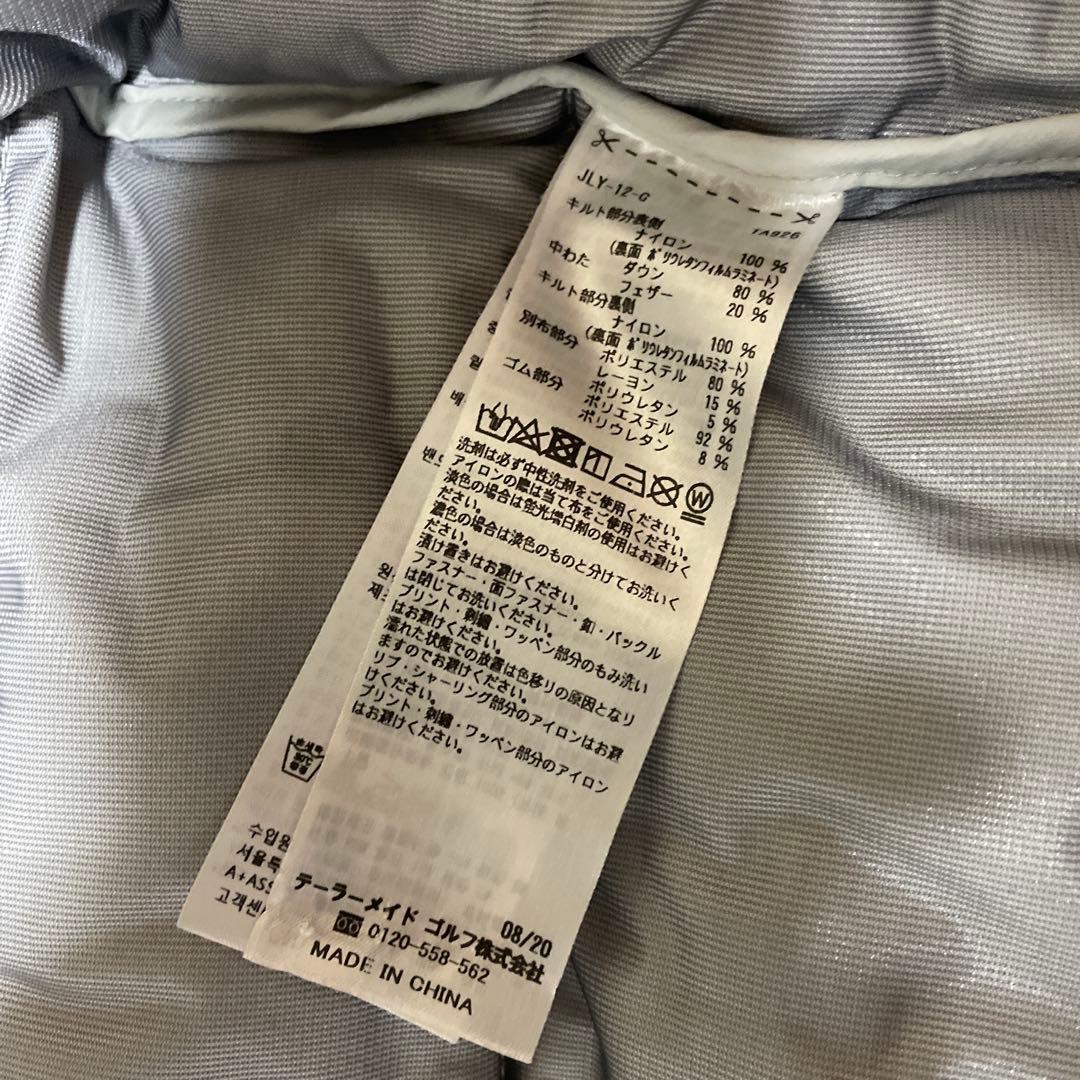 JLY-12-G
TA926
キルト部分表側
ナイロン 100 %
(裏面 ポリウレタンフィルムラミネート)
中わた ダウン 80 %
フェザー 20 %
キルト部分裏側
ナイロン 100 %
(裏面 ポリウレタンフィルムラミネート)
別布部分 ポリエステル 80 %
レーヨン 15 %
ポリウレタン 5 %
ゴム部分 ポリエステル 92 %
ポリウレタン 8 %
W
洗剤は必ず中性洗剤をご使用ください。
アイロンの際は当て布をご使用ください。
淡色の場合は蛍光増白剤の使用はお避けく
ださい。
濃色の場合は淡色のものと分けてお洗いく
ださい。
漬け置きはお避けください。
ファスナー・面ファスナー・釦・バックル
は閉じてお洗いください。
プリント・刺繍・ワッペン部分のもみ洗い
はお避けください。
濡れた状態での放置は色移りの原因となり
ますのでお避けください。
リブ・シャーリング部分のアイロンはお避
けください。
プリント・刺繍・ワッペン部分のアイロン
はお避けください。
08/20
テーラーメイド ゴルフ株式会社
0120-558-562
MADE IN CHINA
수입원
서울특
A+ASS
고객센